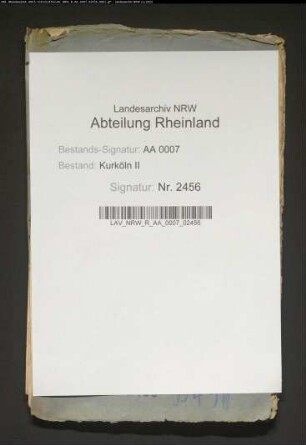 Landesarchiv NRW
Abteilung Rheinland
Bestands-Signatur: AA 0007
Bestand: Kurköln II
Signatur: Nr. 2456
LAV_NRW_R_AA_0007_02456